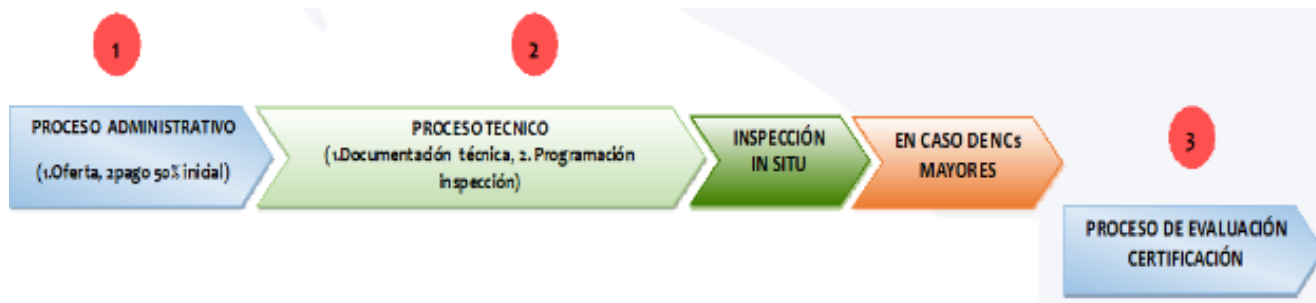 1
2
PROCESO ADMINISTRATIVO
(1.Oferta, 2pago 50% inicial)
PROCESO TECNICO
(1.Documentación técnica, 2. Programación
inspección)
INSPECCIÓN
IN SITU
EN CASO DE NCs
MAYORES
3
PROCESO DE EVALUACIÓN
CERTIFICACIÓN